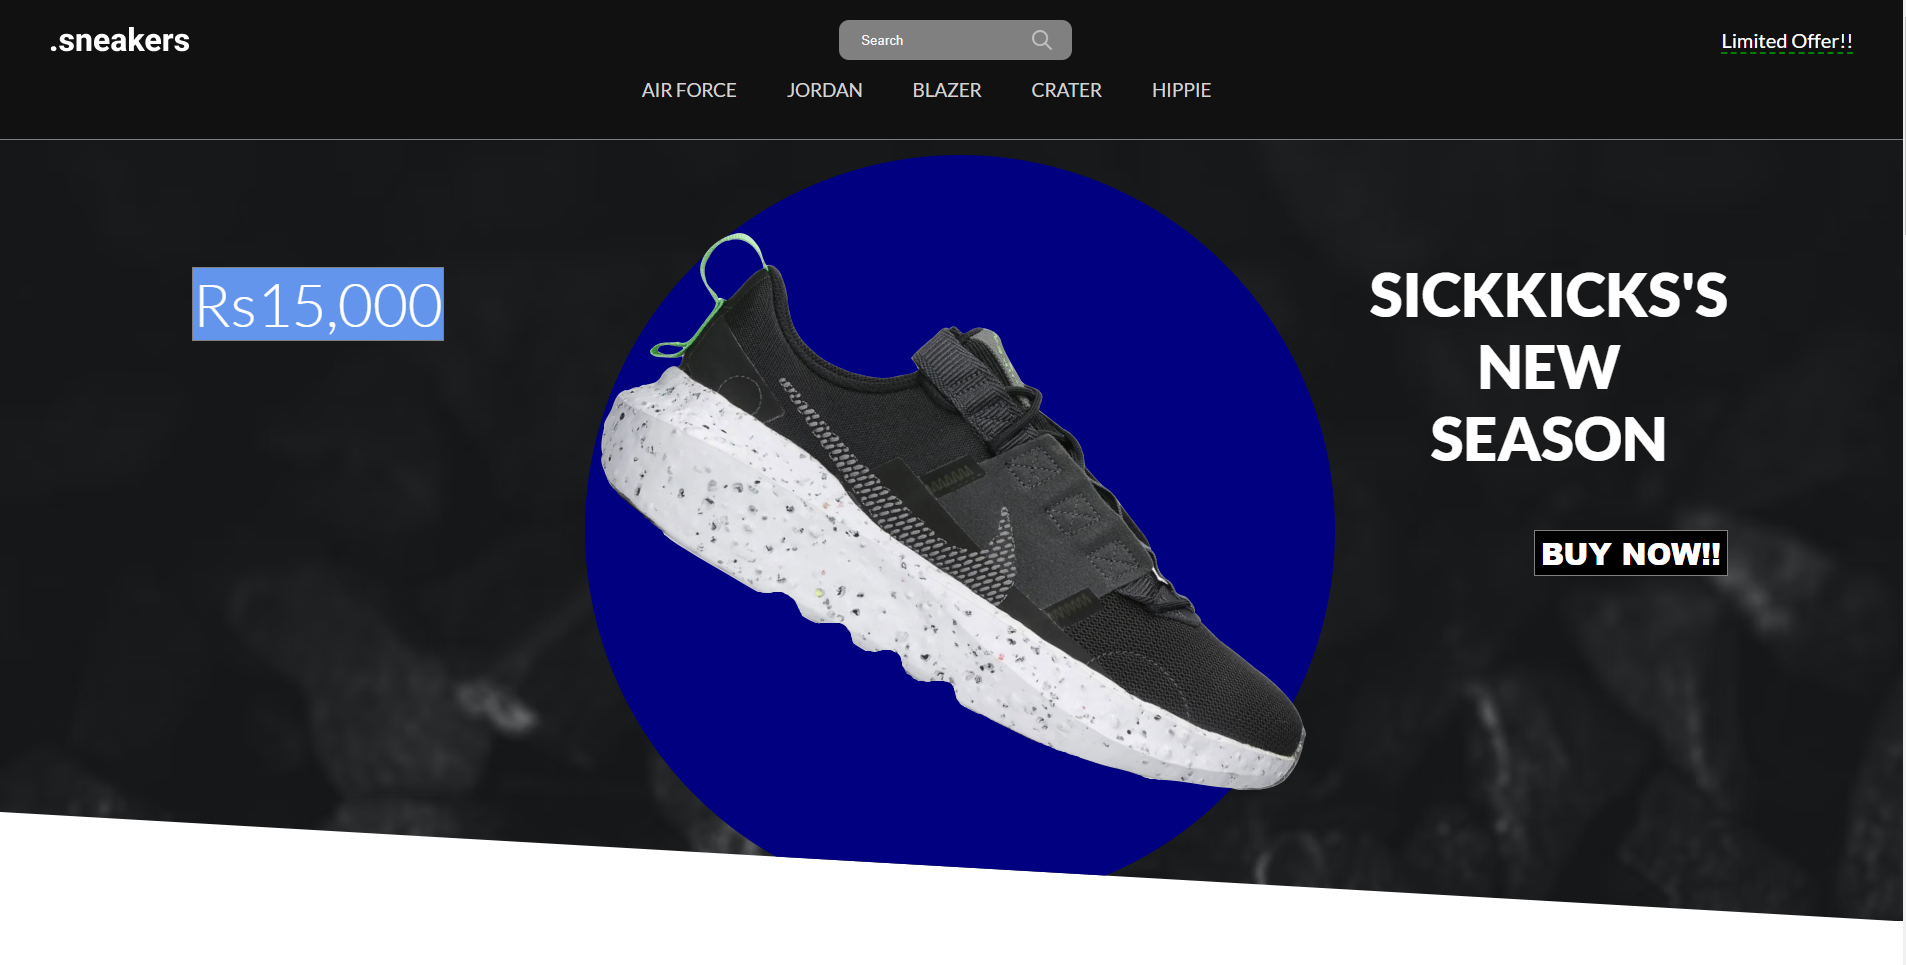 .sneakers
Search
Limited Offer!!
AIR FORCE JORDAN BLAZER CRATER HIPPIE
Rs15,000
SICKKICKS'S
NEW
SEASON
BUY NOW!!